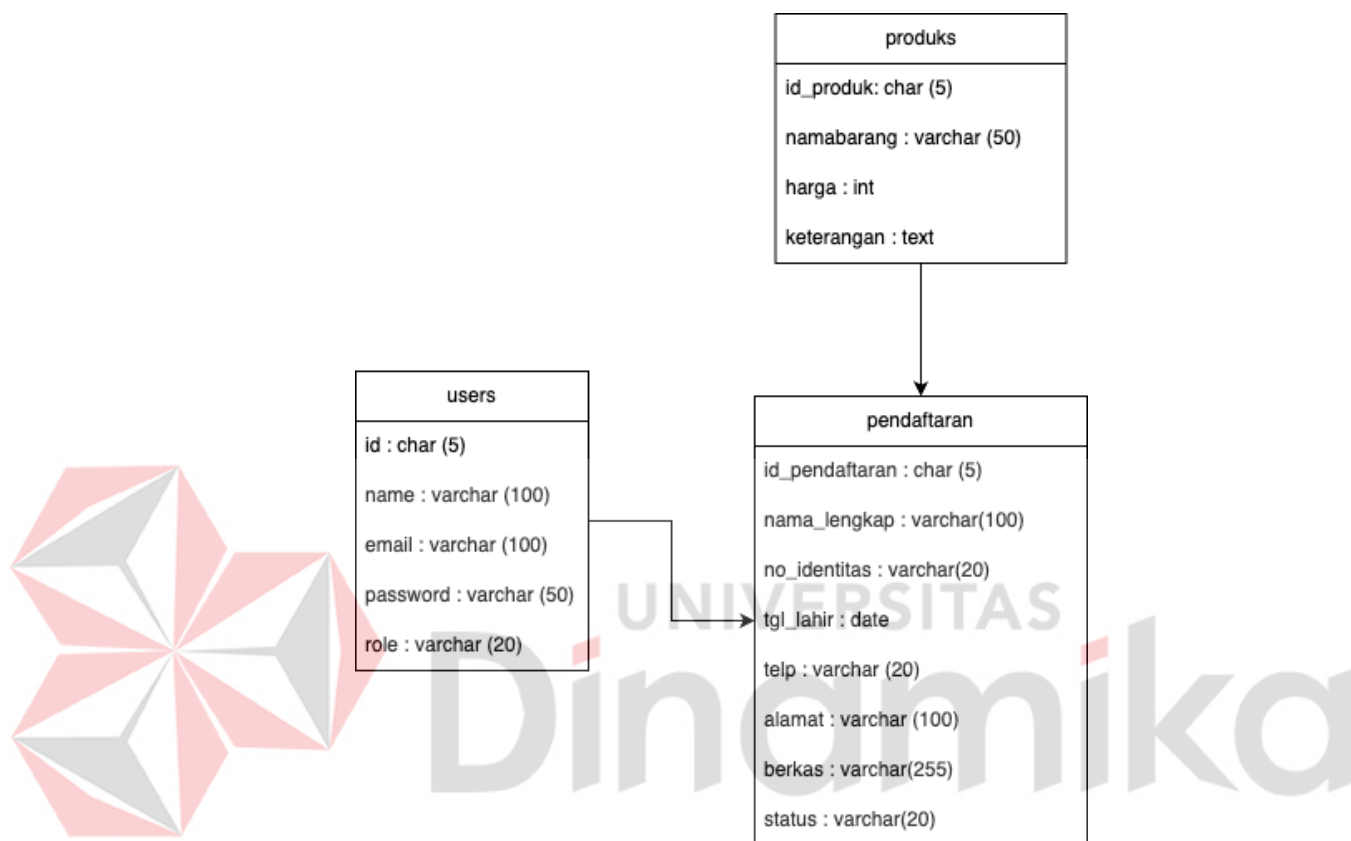 produks
id_produk: char (5)
namabarang : varchar (50)
harga : int
keterangan : text
users
id : char (5)
name : varchar (100)
email : varchar (100)
password : varchar (50)
role : varchar (20)
pendaftaran
id_pendaftaran : char (5)
nama_lengkap : varchar(100)
no_identitas : varchar(20)
tgl_lahir : date
telp : varchar (20)
alamat : varchar (100)
berkas : varchar(255)
status : varchar(20)
UNIVERSITAS
Dinamika